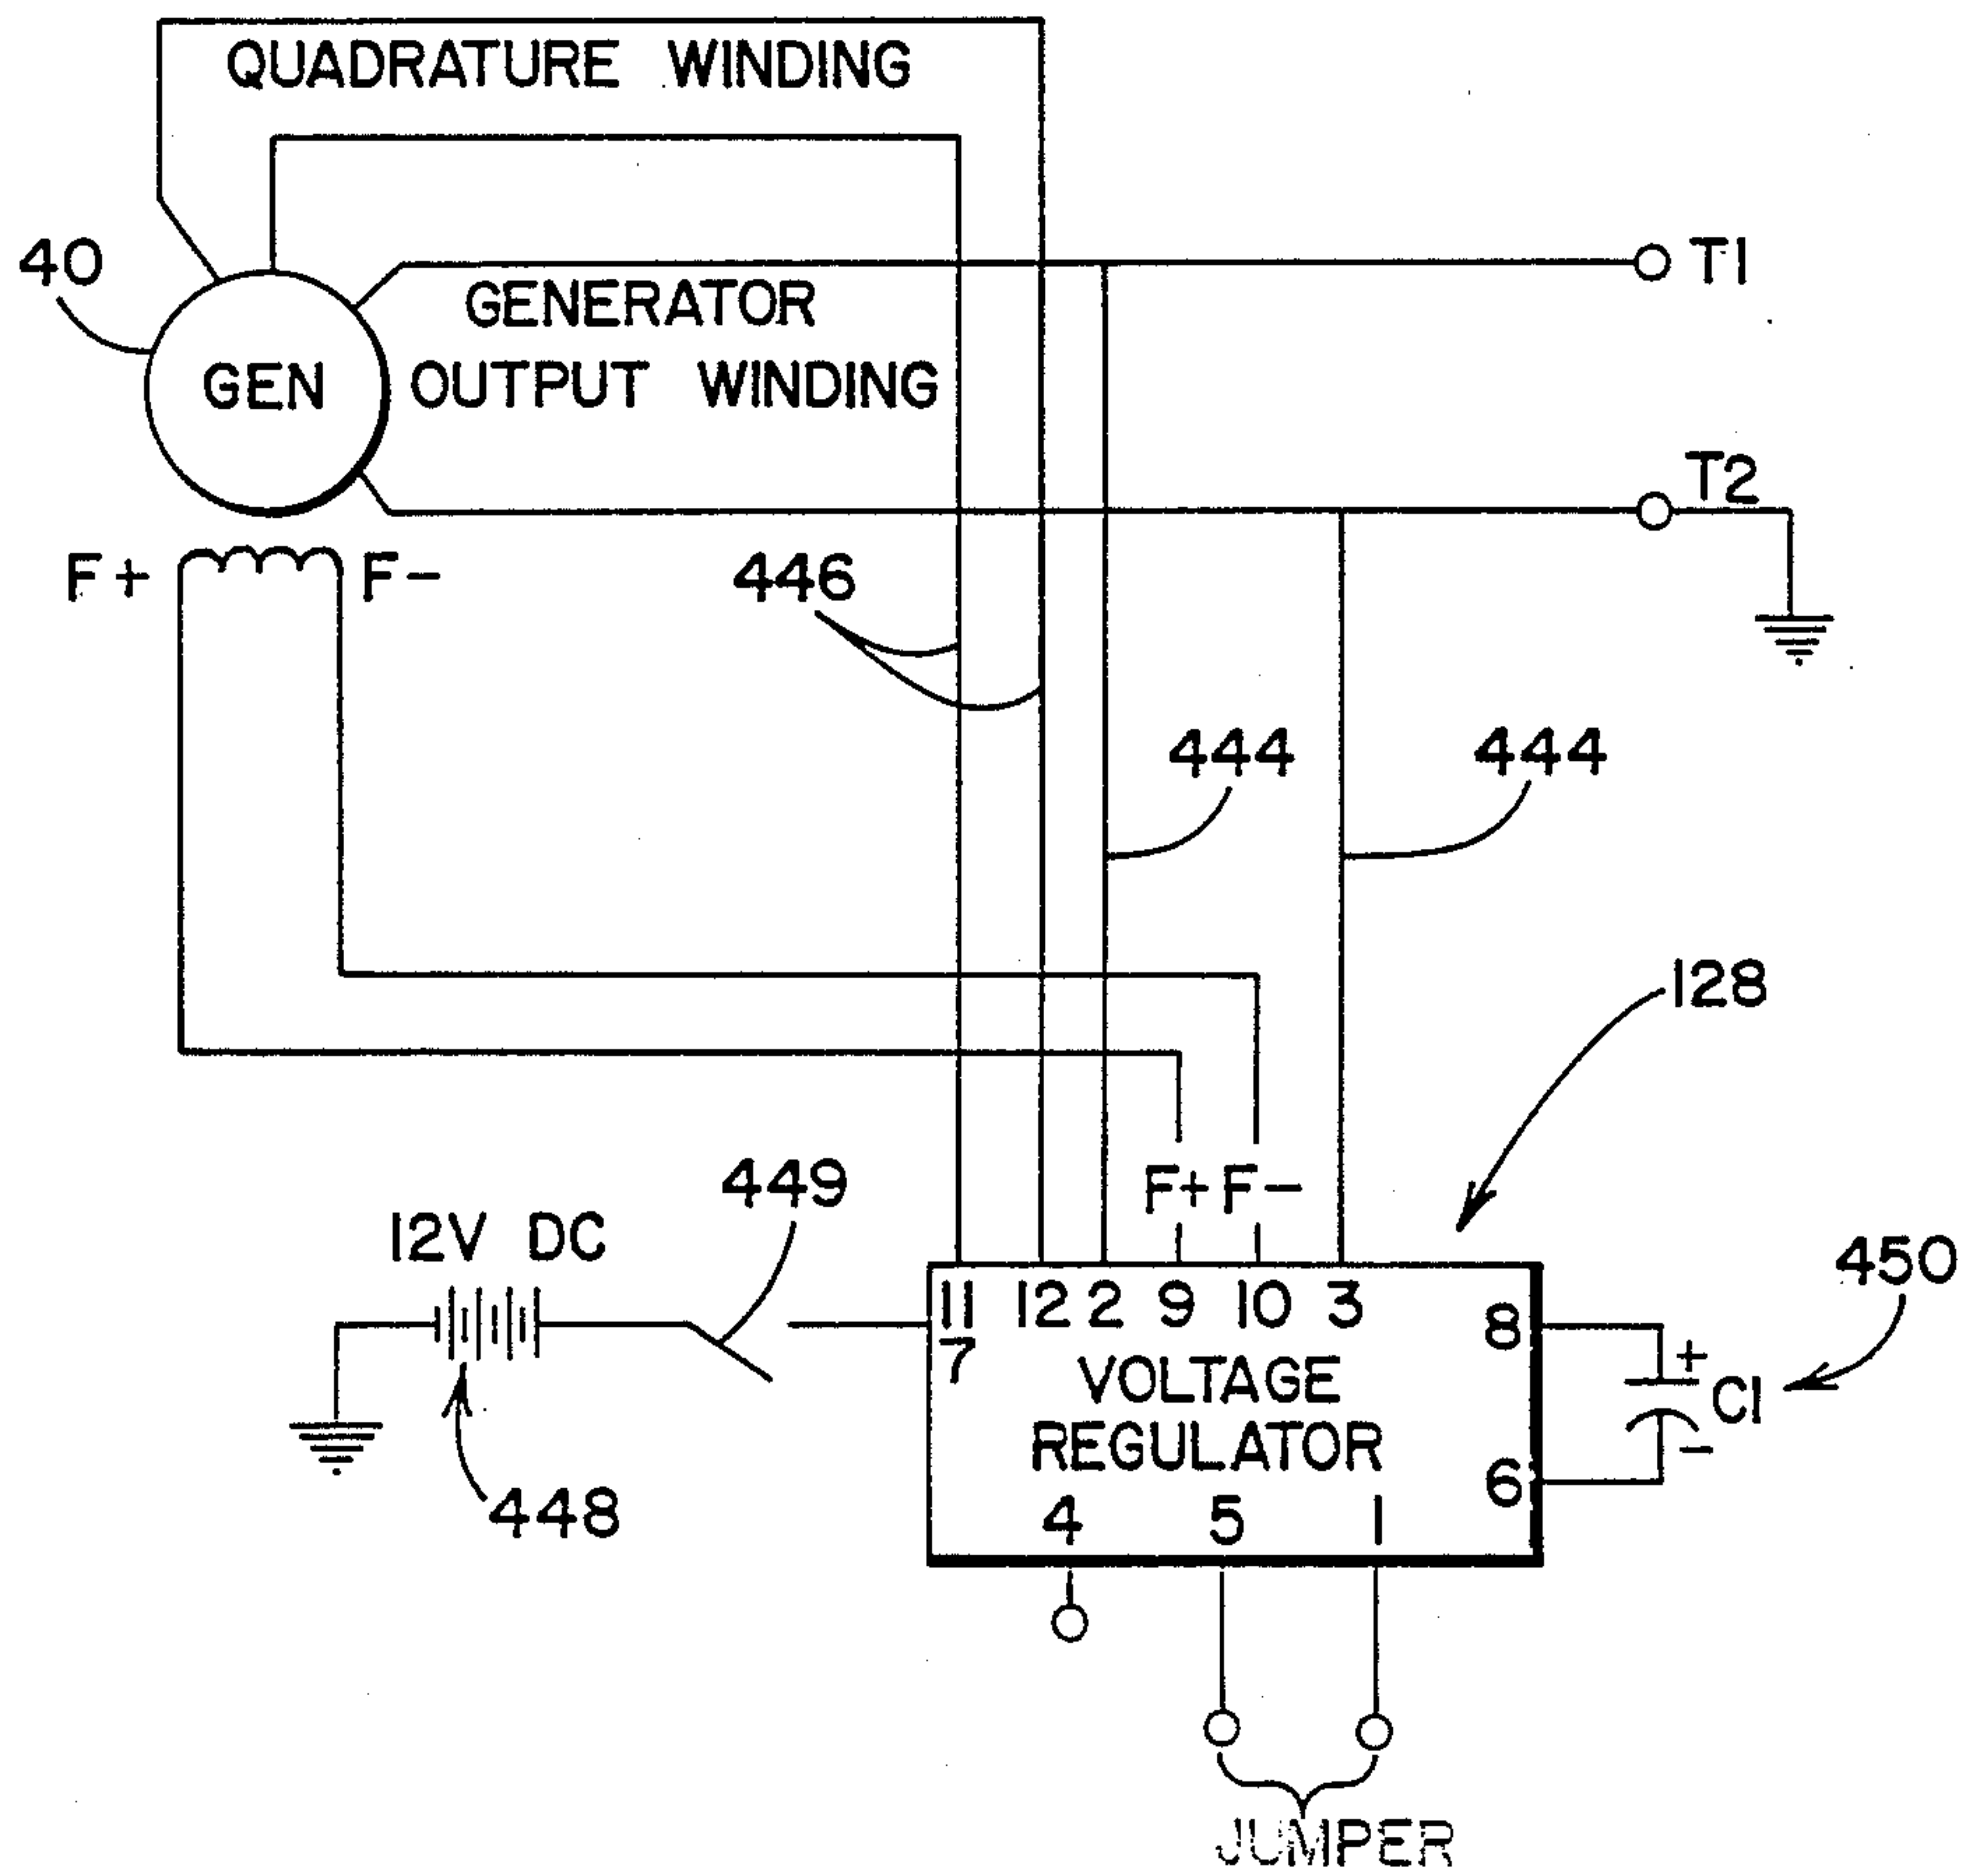 QUADRATURE WINDING
40
T1
GENERATOR
GEN
OUTPUT WINDING
T2
F+
F-
446
444
444
128
449
F+ F-
12V DC
450
11 12 2 9 10 3
8
7
+
VOLTAGE
C1
REGULATOR
-
6
448
4 5 1
JUMPER